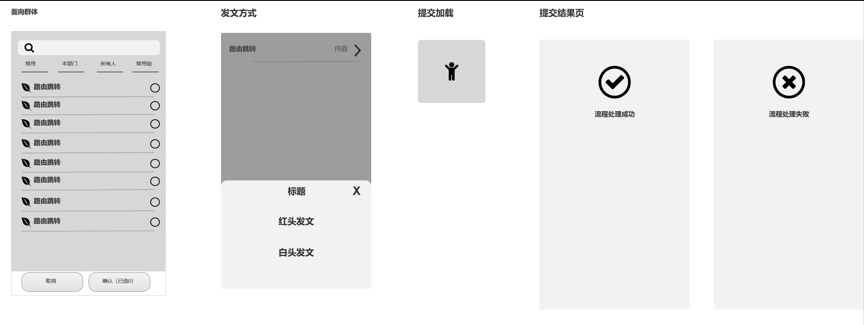 面向群体
常用 本部门 所有人 常用组
路由跳转
路由跳转
路由跳转
路由跳转
路由跳转
路由跳转
路由跳转
路由跳转
取消 确认（已选0）
发文方式
路由跳转 内容
标题 X
红头发文
白头发文
提交加载
提交结果页
流程处理成功
流程处理失败